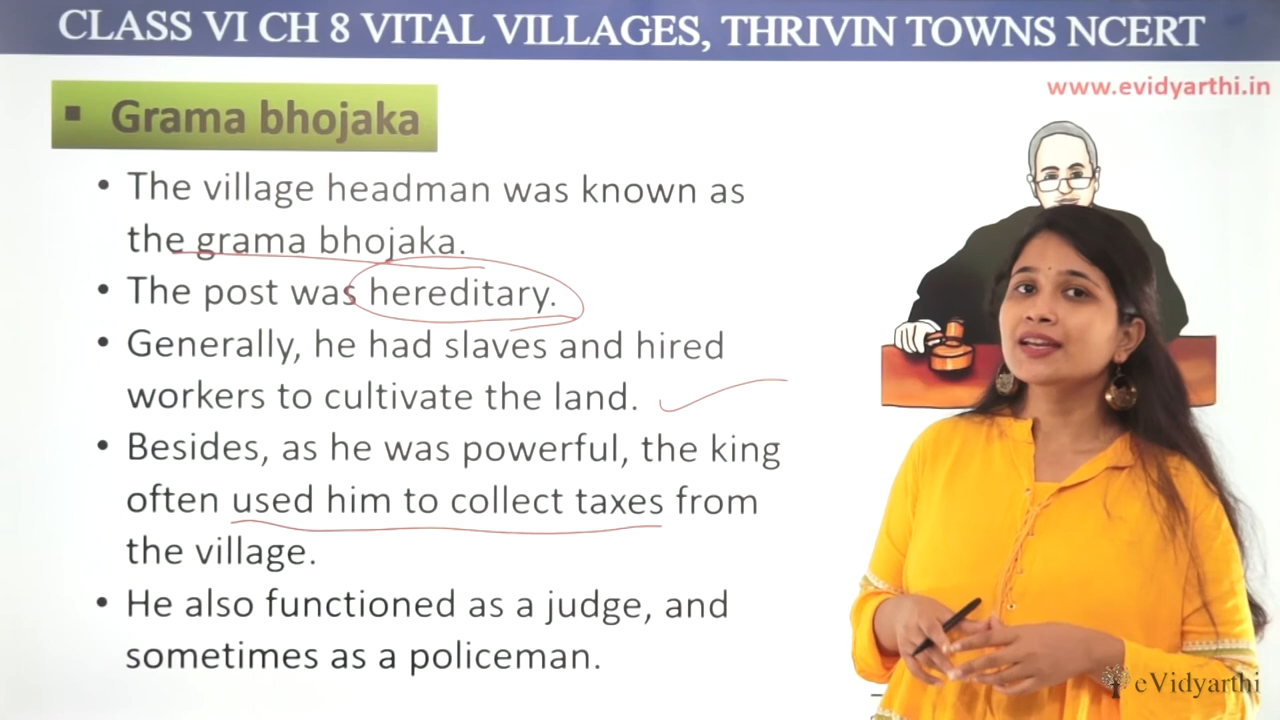 CLASS VI CH 8 VITAL VILLAGES, THRIVIN TOWNS NCERT
www.evidyarthi.in
▪ Grama bhojaka
• The village headman was known as
the grama bhojaka.
• The post was hereditary.
• Generally, he had slaves and hired
workers to cultivate the land.
• Besides, as he was powerful, the king
often used him to collect taxes from
the village.
• He also functioned as a judge, and
sometimes as a policeman.
eVidyarthi